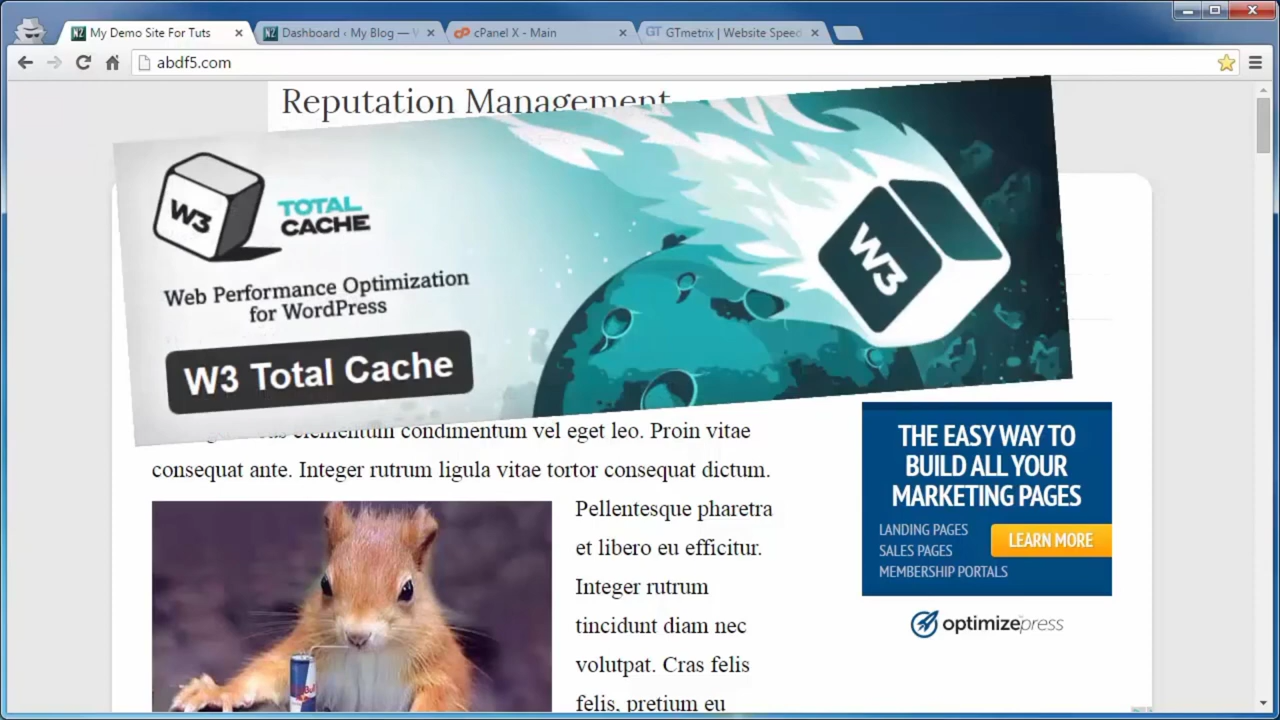 My Demo Site For Tuts
Dashboard ‹ My Blog —
cPanel X - Main
GTmetrix | Website Speed
abdf5.com
Reputation Management
W3
TOTAL
CACHE
Web Performance Optimization
for WordPress
W3 Total Cache
W3
elementum condimentum vel eget leo. Proin vitae
consequat ante. Integer rutrum ligula vitae tortor consequat dictum.
Pellentesque pharetra
et libero eu efficitur.
Integer rutrum
tincidunt diam nec
volutpat. Cras felis
felis, pretium eu
THE EASY WAY TO
BUILD ALL YOUR
MARKETING PAGES
LANDING PAGES
SALES PAGES
MEMBERSHIP PORTALS
LEARN MORE
optimizepress